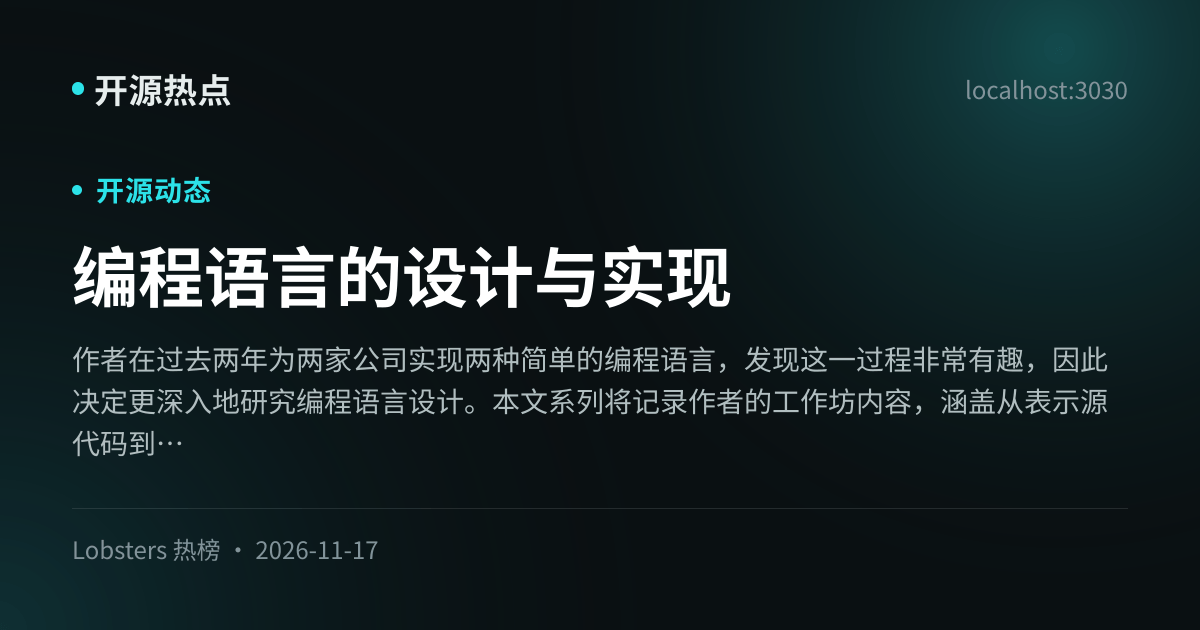 开源热点
localhost:3030
开源动态
编程语言的设计与实现
作者在过去两年为两家公司实现两种简单的编程语言，发现这一过程非常有趣，因此
决定更深入地研究编程语言设计。本文系列将记录作者的工作坊内容，涵盖从表示源
代码到…
Lobsters 热榜 · 2026-11-17